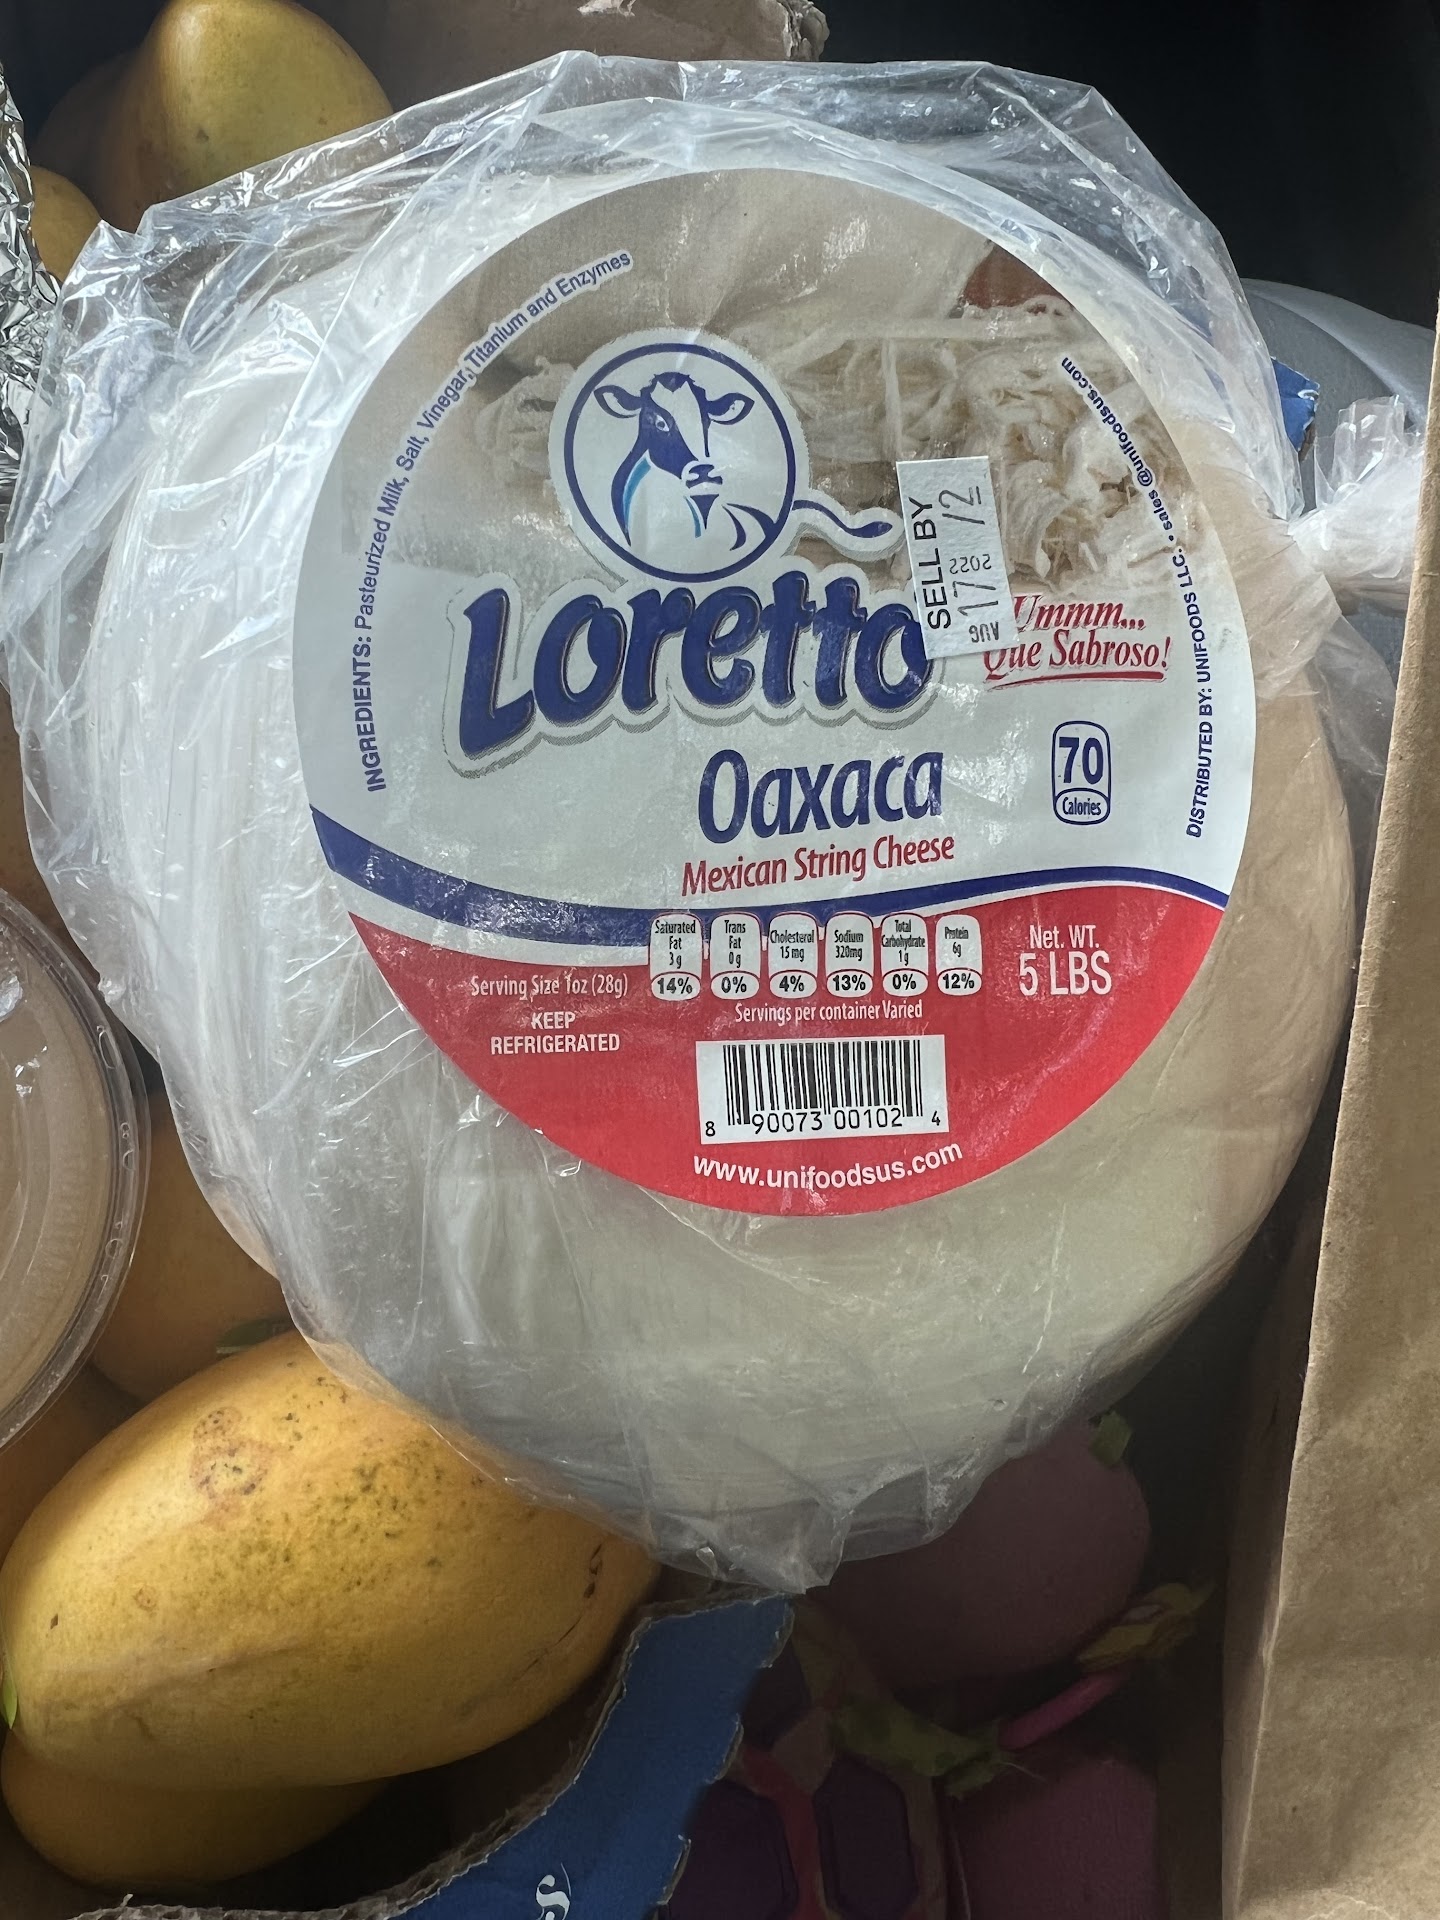 INGREDIENTS: Pasteurized Milk, Salt, Vinegar, Titanium and Enzymes
DISTRIBUTED BY: UNIFOODS LLC. • sales@unifoodsus.com
SELL BY
AUG 17/2
2022
Loretto
Ummm...
Que Sabroso!
Oaxaca
Mexican String Cheese
70
Calories
Saturated Fat 3g 14%
Trans Fat 0g 0%
Cholesterol 15mg 4%
Sodium 320mg 13%
Total Carbohydrate 1g 0%
Protein 6g 12%
Serving Size 1oz (28g)
Servings per container Varied
KEEP
REFRIGERATED
Net. WT.
5 LBS
8 90073 00102 4
www.unifoodsus.com